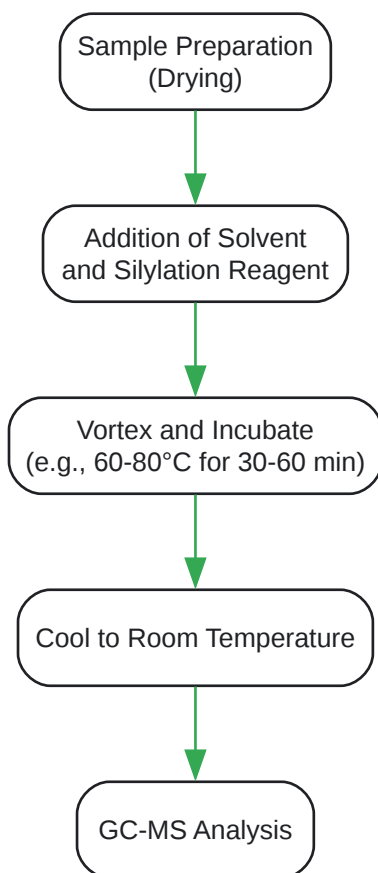 Sample Preparation
(Drying)
Addition of Solvent
and Silylation Reagent
Vortex and Incubate
(e.g., 60-80°C for 30-60 min)
Cool to Room Temperature
GC-MS Analysis